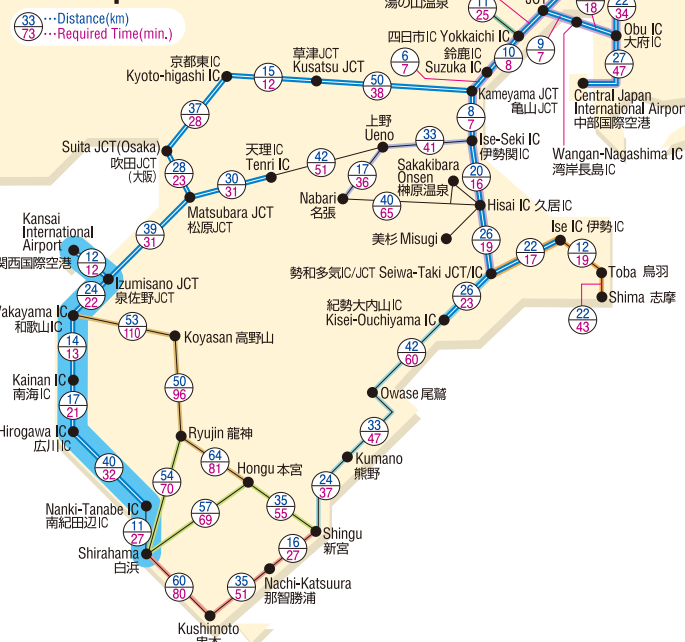 33 ··· Distance(km)
73 ··· Required Time(min.)
湯の山温泉
11
25
JCT
18
22
34
四日市IC Yokkaichi IC
Obu IC
大府IC
鈴鹿IC
Suzuka IC
6
7
10
8
9
7
27
47
京都東IC
Kyoto-higashi IC
15
12
草津JCT
Kusatsu JCT
50
38
Kameyama JCT
亀山JCT
Central Japan
International Airport
中部国際空港
37
28
8
7
上野
Ueno
33
41
Ise-Seki IC
伊勢関IC
Wangan-Nagashima IC
湾岸長島IC
Suita JCT(Osaka)
吹田JCT
(大阪)
28
23
天理IC
Tenri IC
42
51
30
31
17
36
Sakakibara
Onsen
榊原温泉
20
16
Matsubara JCT
松原JCT
Nabari
名張
40
65
Hisai IC 久居IC
美杉 Misugi
Kansai
International
Airport
関西国際空港
39
31
26
19
22
17
Ise IC 伊勢IC
12
19
12
12
Izumisano JCT
泉佐野JCT
勢和多気IC/JCT Seiwa-Taki JCT/IC
Toba 鳥羽
Shima 志摩
24
22
26
23
22
43
紀勢大内山IC
Kisei-Ouchiyama IC
Wakayama IC
和歌山IC
53
110
Koyasan 高野山
14
13
42
60
Kainan IC
南海IC
50
96
Owase 尾鷲
17
21
33
47
Hirogawa IC
広川IC
Ryujin 龍神
64
81
Kumano
熊野
40
32
54
70
Hongu 本宮
24
37
Nanki-Tanabe IC
南紀田辺IC
57
69
35
55
11
27
Shingu
新宮
Shirahama
白浜
16
27
60
80
35
51
Nachi-Katsuura
那智勝浦
Kushimoto